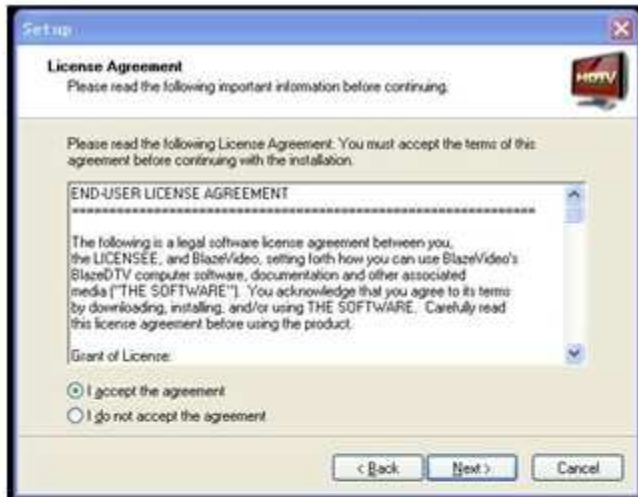 Setup
License Agreement
Please read the following important information before continuing.
HDTV
Please read the following License Agreement. You must accept the terms of this
agreement before continuing with the installation.
END-USER LICENSE AGREEMENT
==============================================================
The following is a legal software license agreement between you,
the LICENSEE, and BlazeVideo, setting forth how you can use BlazeVideo's
BlazeDTV computer software, documentation and other associated
media ("THE SOFTWARE"). You acknowledge that you agree to its terms
by downloading, installing, and/or using THE SOFTWARE. Carefully read
this license agreement before using the product.
Grant of License:
I accept the agreement
I do not accept the agreement
< Back
Next >
Cancel